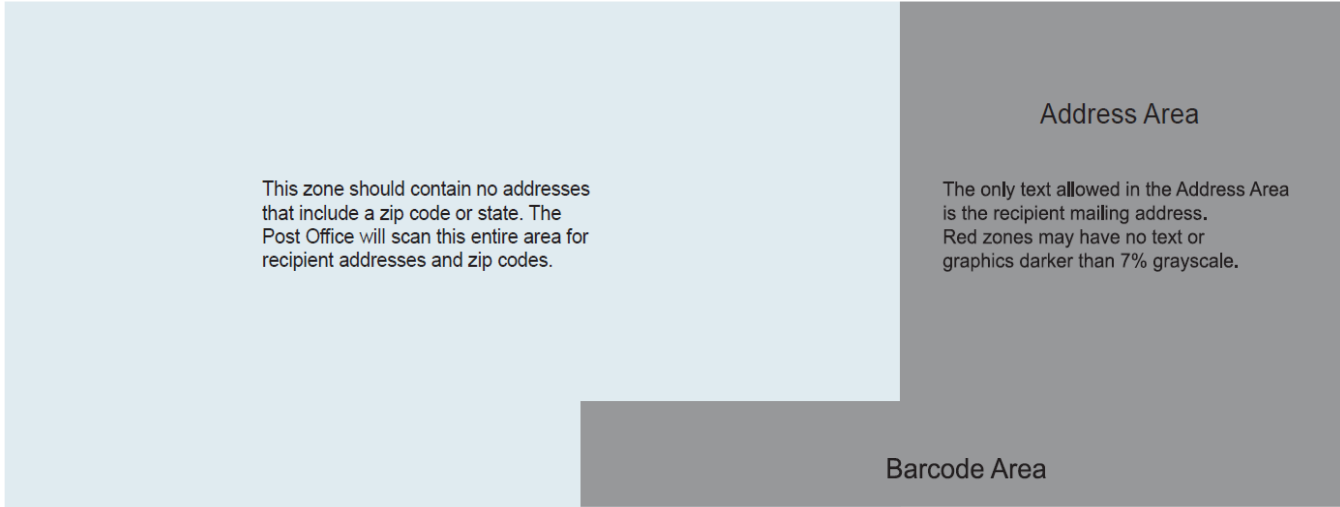 This zone should contain no addresses
that include a zip code or state. The
Post Office will scan this entire area for
recipient addresses and zip codes.
Address Area
The only text allowed in the Address Area
is the recipient mailing address.
Red zones may have no text or
graphics darker than 7% grayscale.
Barcode Area